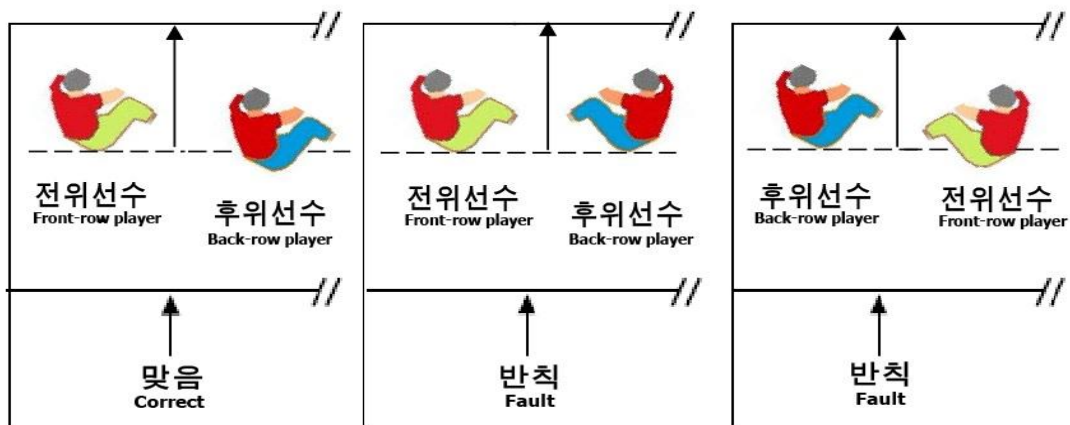 전위선수
Front-row player
후위선수
Back-row player
맞음
Correct
전위선수
Front-row player
후위선수
Back-row player
반칙
Fault
후위선수
Back-row player
전위선수
Front-row player
반칙
Fault